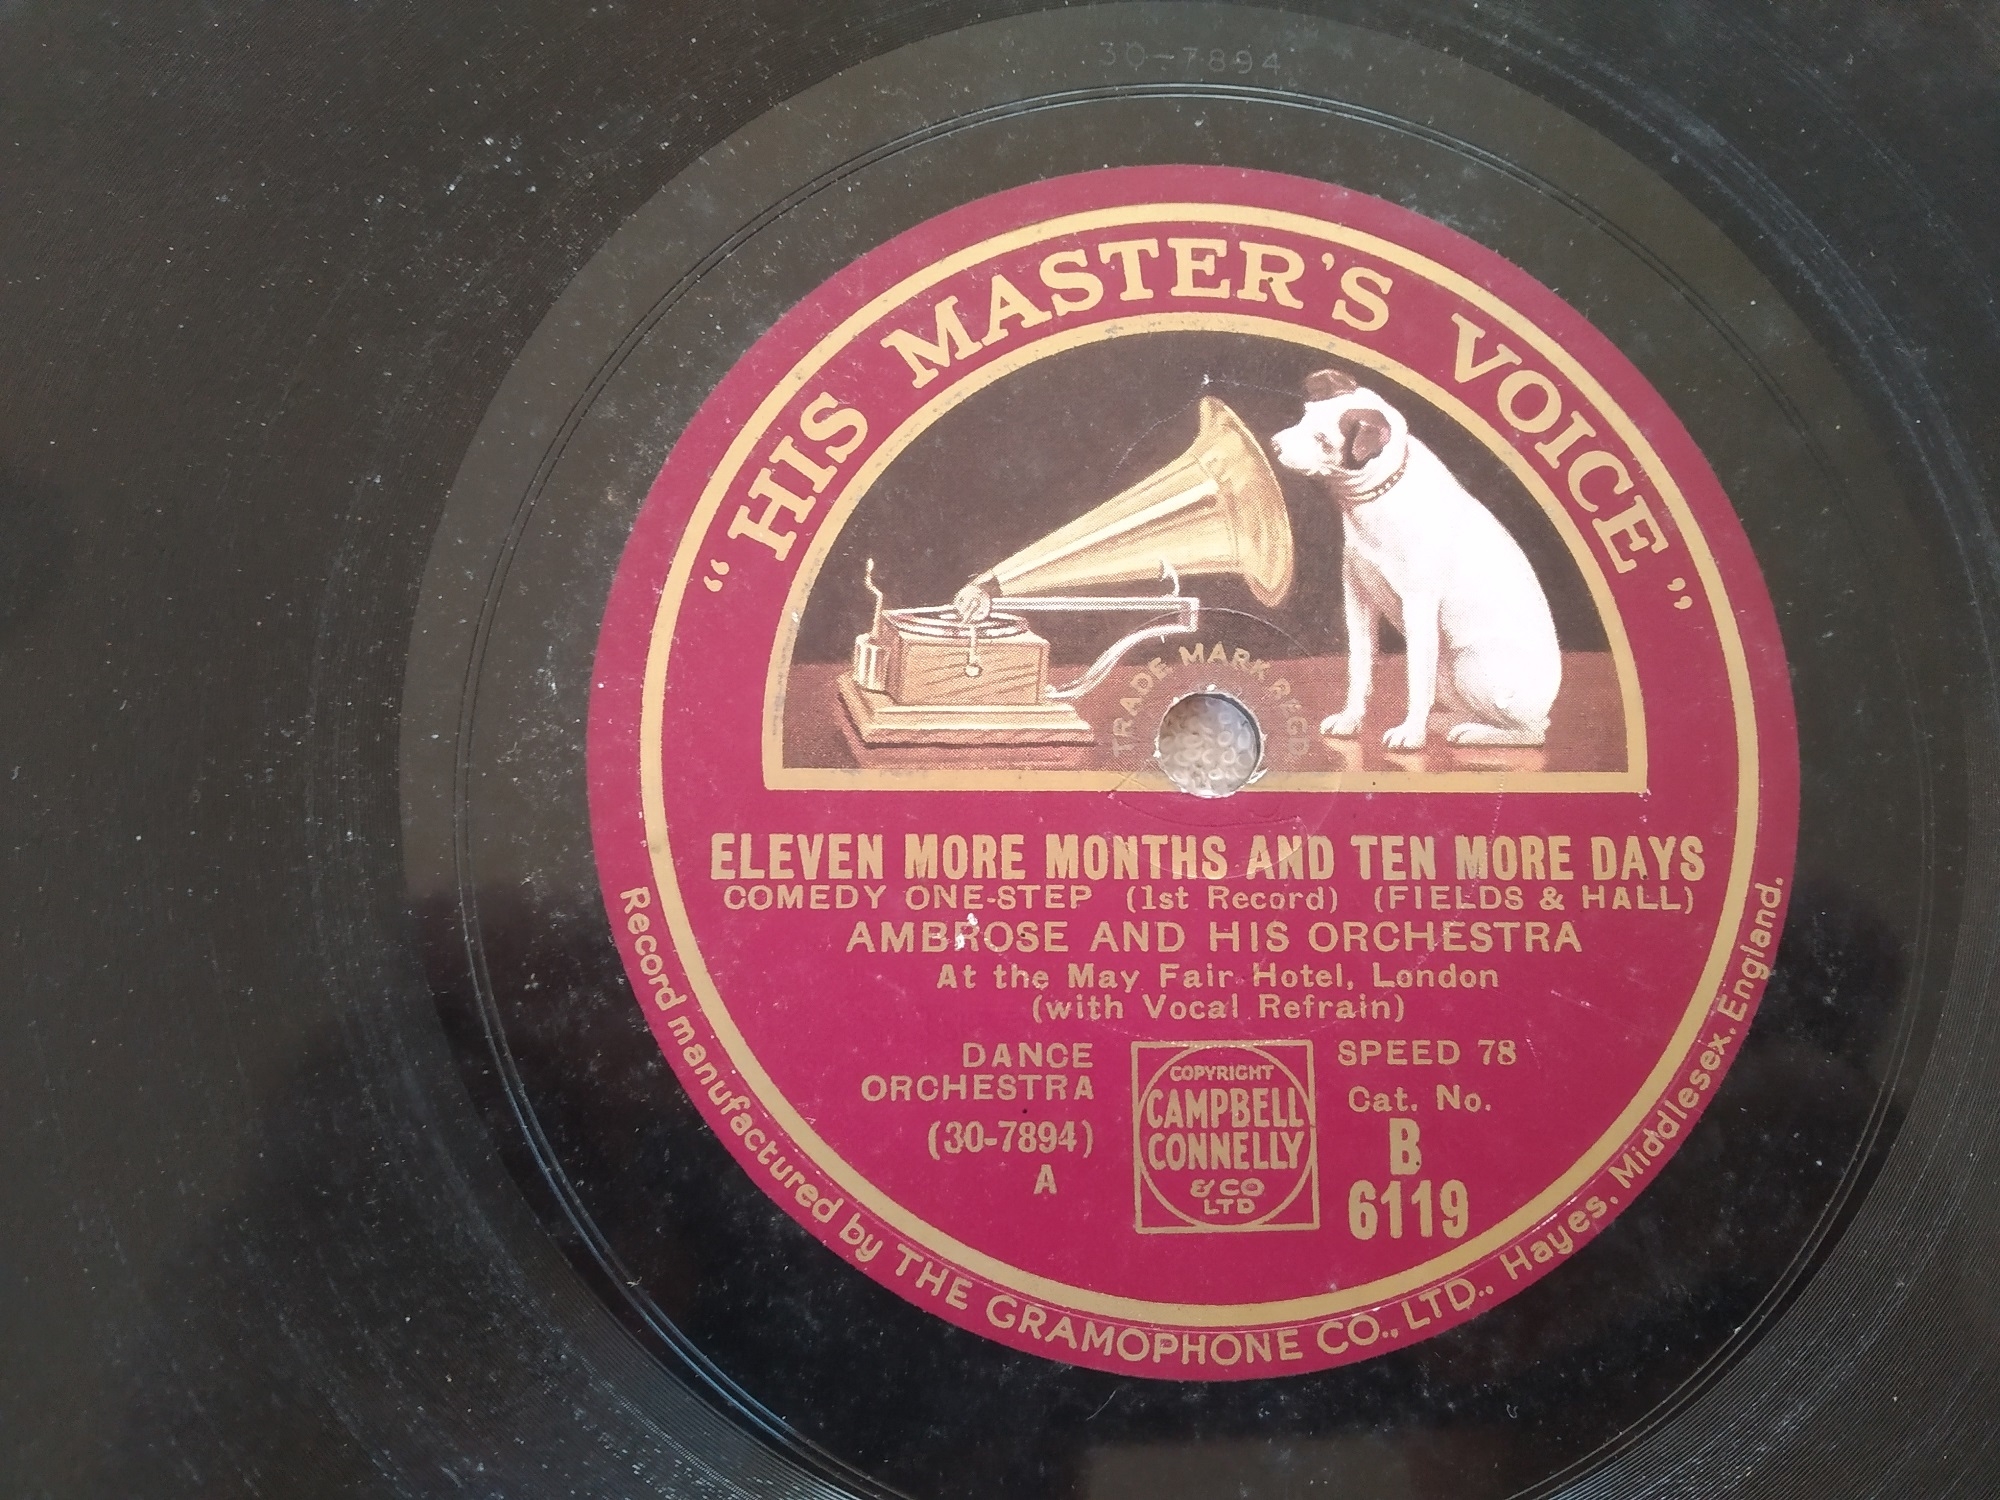 30-7894
"HIS MASTER'S VOICE"
TRADE MARK REGD
ELEVEN MORE MONTHS AND TEN MORE DAYS
COMEDY ONE-STEP (1st Record) (FIELDS & HALL)
AMBROSE AND HIS ORCHESTRA
At the May Fair Hotel, London
(with Vocal Refrain)
DANCE
ORCHESTRA
(30-7894)
A
COPYRIGHT
CAMPBELL
CONNELLY
& CO
LTD
SPEED 78
Cat. No.
B
6119
Record manufactured by THE GRAMOPHONE CO., LTD., Hayes, Middlesex, England.